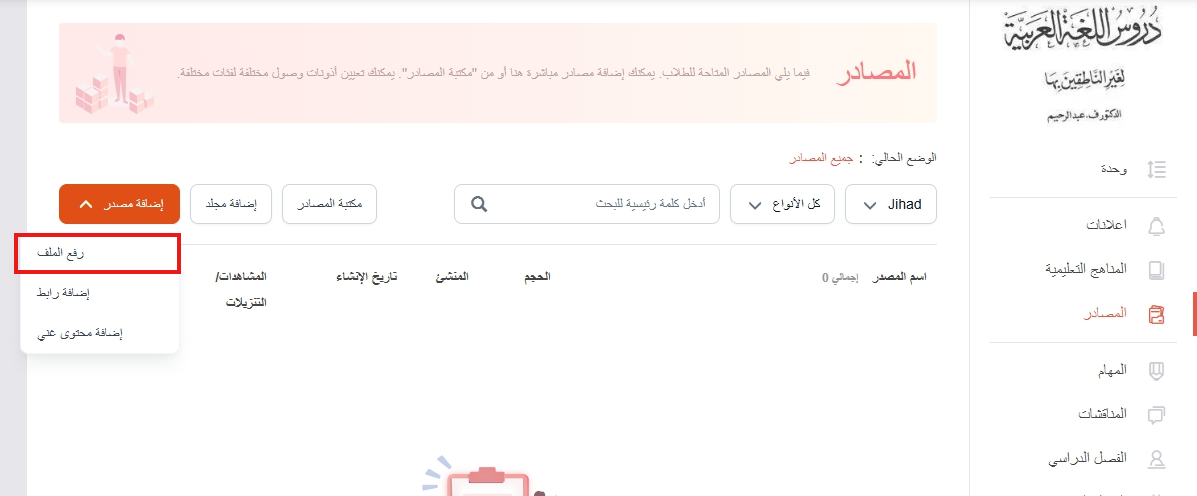 دروس اللغة العربية
لغير الناطقين بها
الدكتور ف. عبد الرحيم
وحدة
اعلانات
المناهج التعليمية
المصادر
المهام
المناقشات
الفصل الدراسي
المصادر
فيما يلي المصادر المتاحة للطلاب. يمكنك إضافة مصادر مباشرة هنا أو من "مكتبة المصادر". يمكنك تعيين أذونات وصول مختلفة لفئات مختلفة.
الوضع الحالي: : جميع المصادر
Jihad
كل الأنواع
أدخل كلمة رئيسية للبحث
مكتبة المصادر
إضافة مجلد
إضافة مصدر
رفع الملف
إضافة رابط
إضافة محتوى غني
اسم المصدر إجمالي 0
الحجم
المنشئ
تاريخ الإنشاء
المشاهدات/
التنزيلات